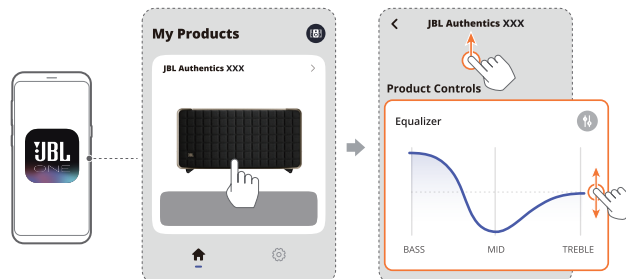 JBL
ONE
My Products
JBL Authentics XXX
JBL Authentics XXX
Product Controls
Equalizer
BASS
MID
TREBLE